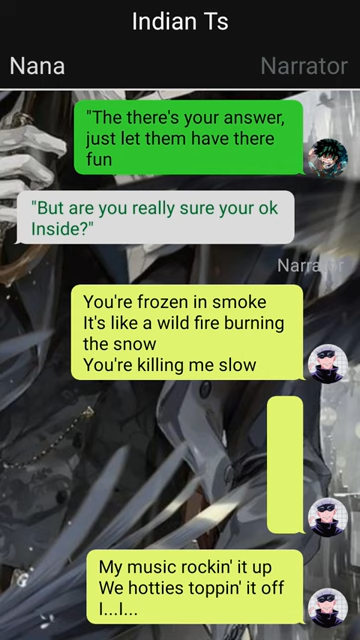 Indian Ts
Nana
Narrator
"The there's your answer,
just let them have there
fun
"But are you really sure your ok
Inside?"
Narrator
You're frozen in smoke
It's like a wild fire burning
the snow
You're killing me slow
My music rockin' it up
We hotties toppin' it off
I...I...